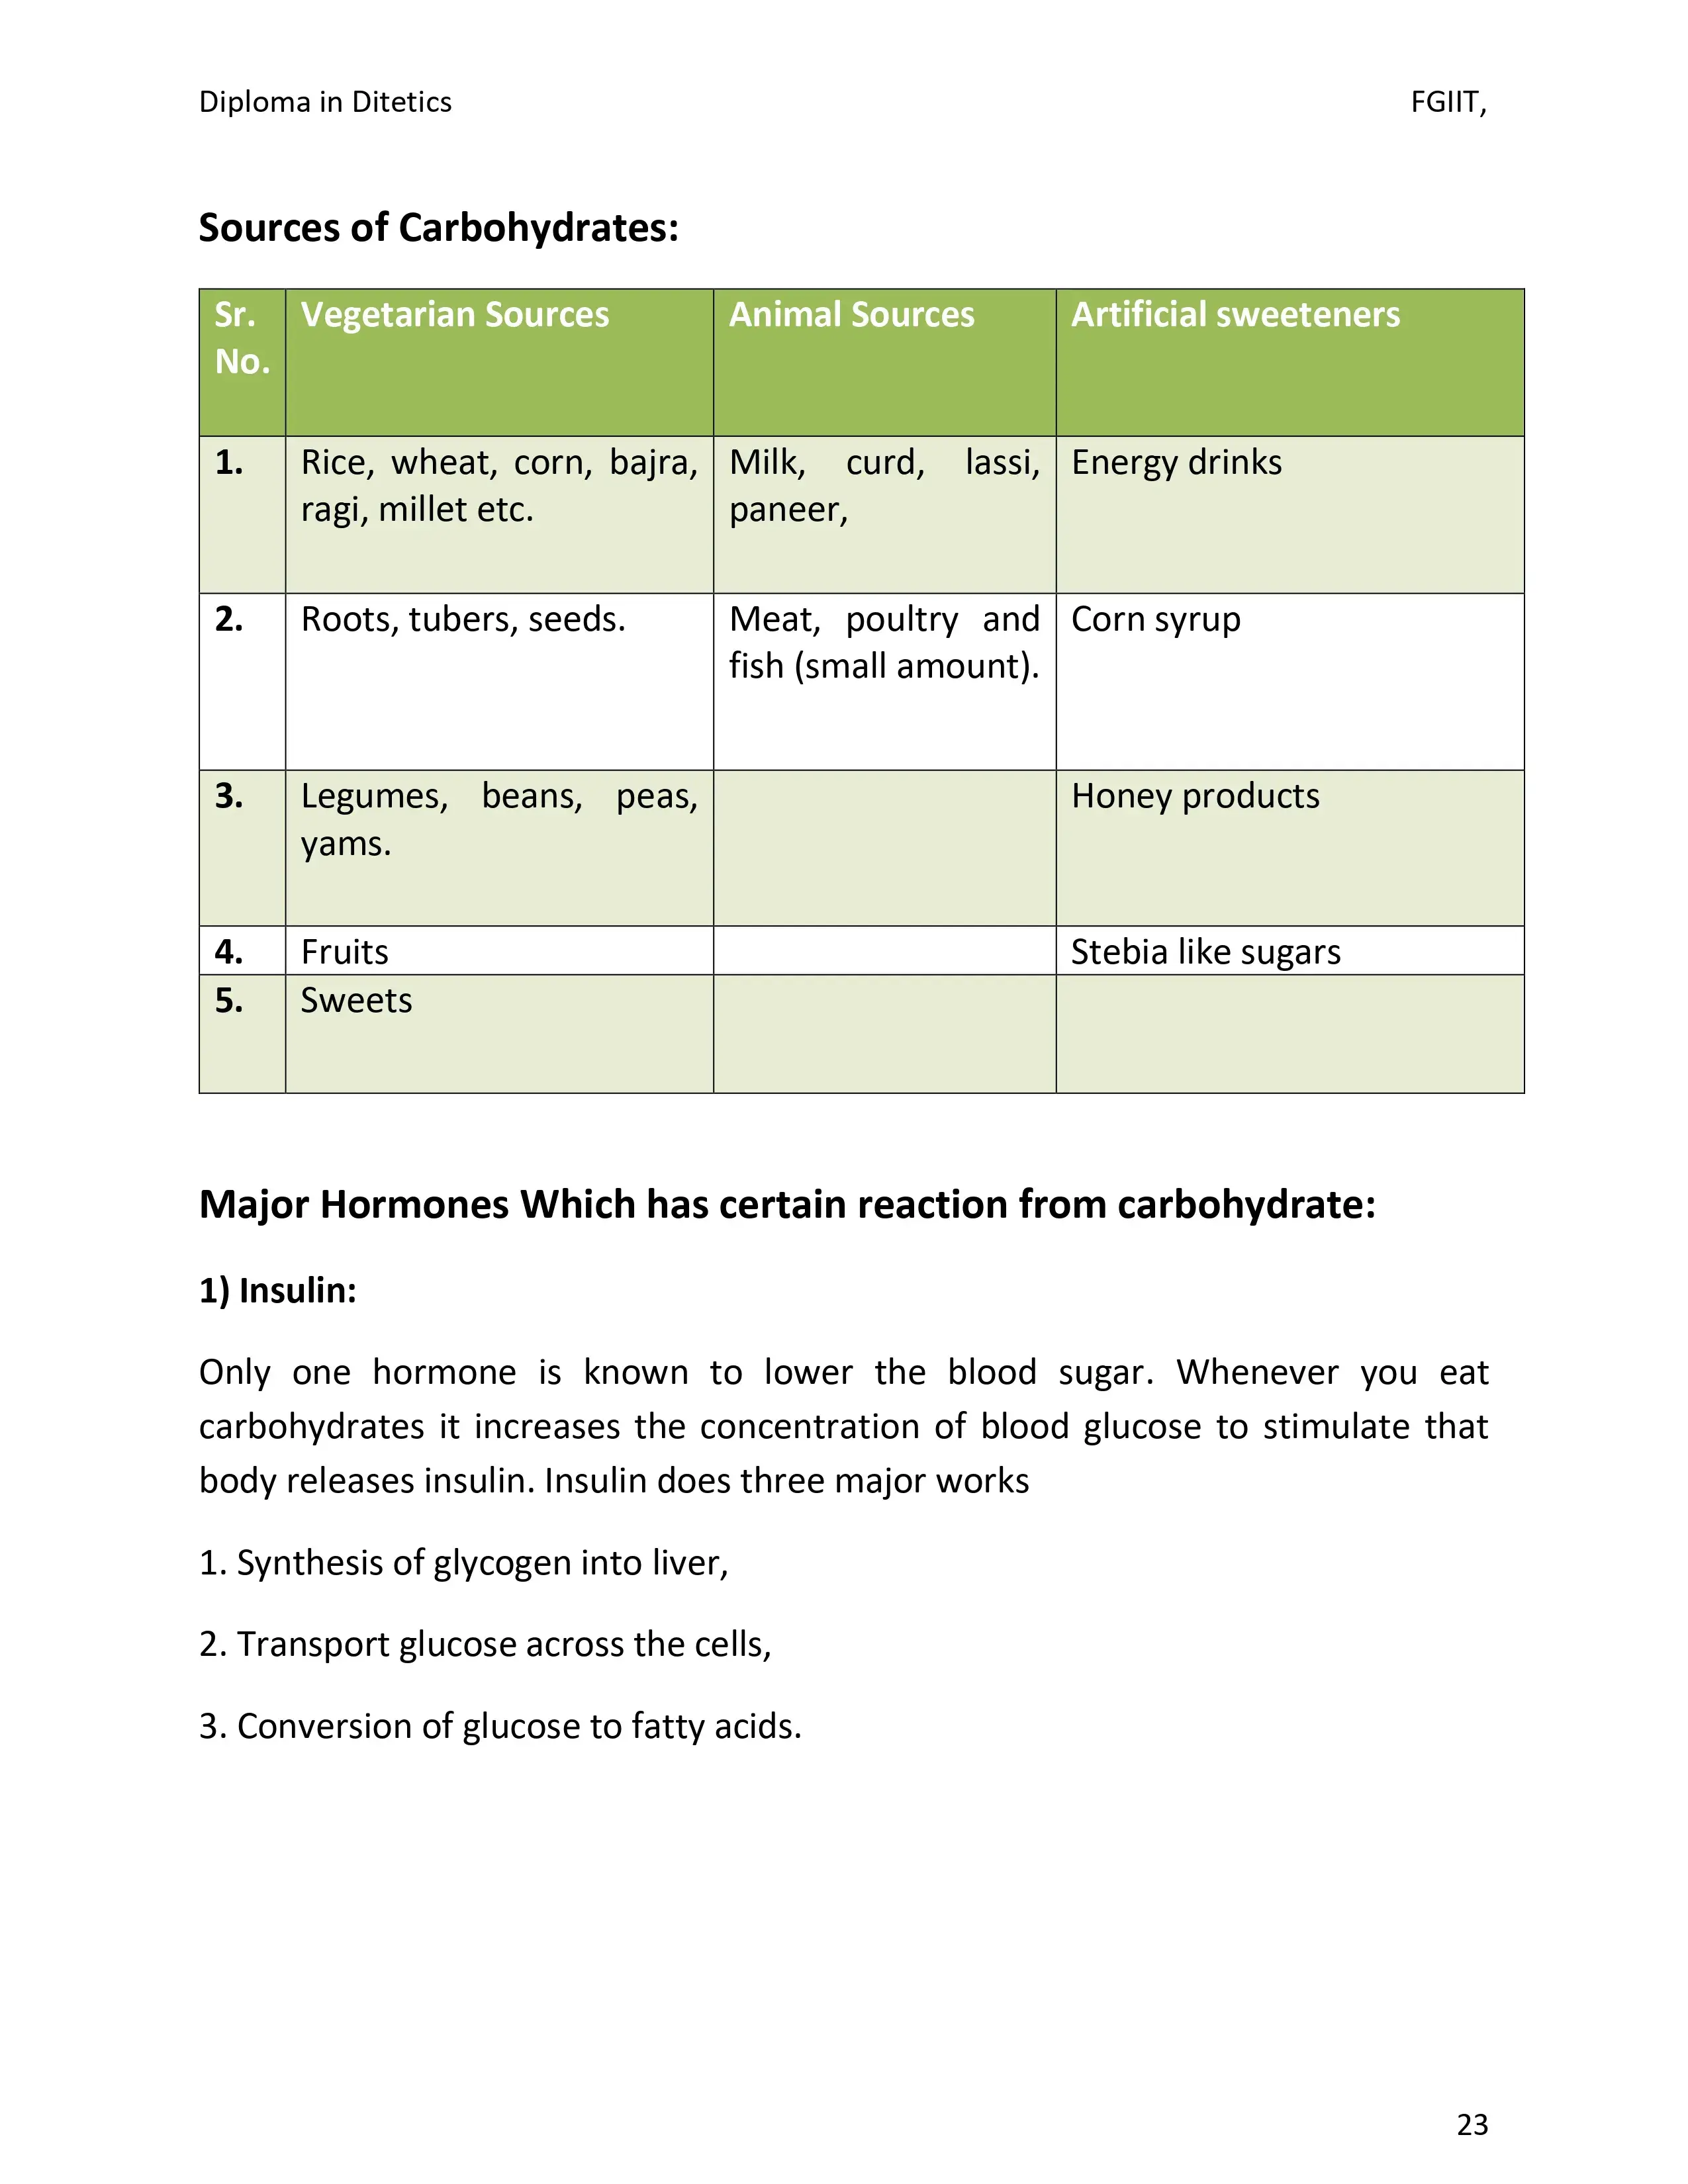 Diploma in Ditetics FGIIT,
Sources of Carbohydrates:
Sr. No. Vegetarian Sources Animal Sources Artificial sweeteners
1. Rice, wheat, corn, bajra, ragi, millet etc. Milk, curd, lassi, paneer, Energy drinks
2. Roots, tubers, seeds. Meat, poultry and fish (small amount). Corn syrup
3. Legumes, beans, peas, yams. Honey products
4. Fruits Stebia like sugars
5. Sweets
Major Hormones Which has certain reaction from carbohydrate:
1) Insulin:
Only one hormone is known to lower the blood sugar. Whenever you eat
carbohydrates it increases the concentration of blood glucose to stimulate that
body releases insulin. Insulin does three major works
1. Synthesis of glycogen into liver,
2. Transport glucose across the cells,
3. Conversion of glucose to fatty acids.
23